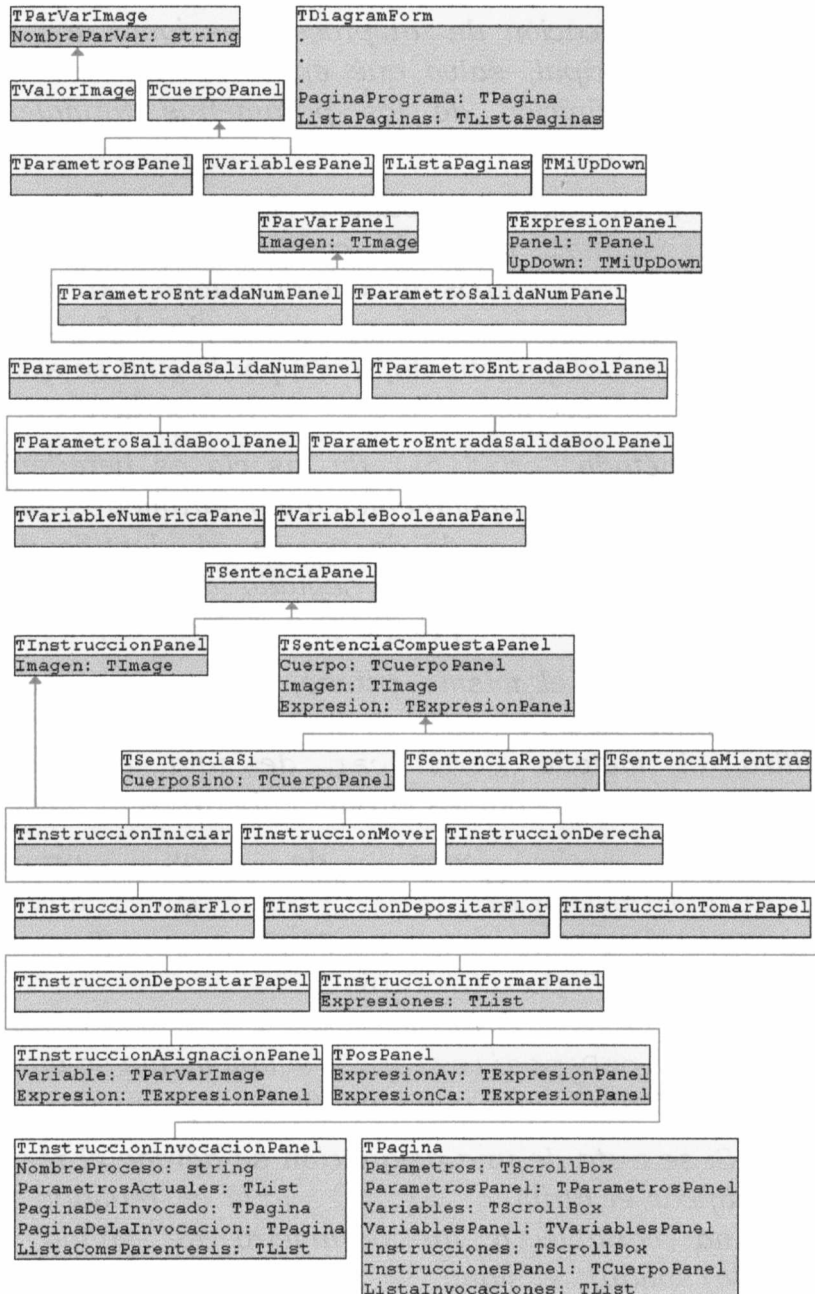 TParVarImage
NombreParVar: string
TDiagramForm
.
.
.
PaginaPrograma: TPagina
ListaPaginas: TListaPaginas
TValorImage
TCuerpoPanel
TParametrosPanel
TVariablesPanel
TListaPaginas
TMiUpDown
TParVarPanel
Imagen: TImage
TExpresionPanel
Panel: TPanel
UpDown: TMiUpDown
TParametroEntradaNumPanel
TParametroSalidaNumPanel
TParametroEntradaSalidaNumPanel
TParametroEntradaBoolPanel
TParametroSalidaBoolPanel
TParametroEntradaSalidaBoolPanel
TVariableNumericaPanel
TVariableBooleanaPanel
TSentenciaPanel
TInstruccionPanel
Imagen: TImage
TSentenciaCompuestaPanel
Cuerpo: TCuerpoPanel
Imagen: TImage
Expresion: TExpresionPanel
TSentenciaSi
CuerpoSino: TCuerpoPanel
TSentenciaRepetir
TSentenciaMientras
TInstruccionIniciar
TInstruccionMover
TInstruccionDerecha
TInstruccionTomarFlor
TInstruccionDepositarFlor
TInstruccionTomarPapel
TInstruccionDepositarPapel
TInstruccionInformarPanel
Expresiones: TList
TInstruccionAsignacionPanel
Variable: TParVarImage
Expresion: TExpresionPanel
TPosPanel
ExpresionAv: TExpresionPanel
ExpresionCa: TExpresionPanel
TInstruccionInvocacionPanel
NombreProceso: string
ParametrosActuales: TList
PaginaDelInvocado: TPagina
PaginaDeLaInvocacion: TPagina
ListaComsParentesis: TList
TPagina
Parametros: TScrollBox
ParametrosPanel: TParametrosPanel
Variables: TScrollBox
VariablesPanel: TVariablesPanel
Instrucciones: TScrollBox
InstruccionesPanel: TCuerpoPanel
ListaInvocaciones: TList